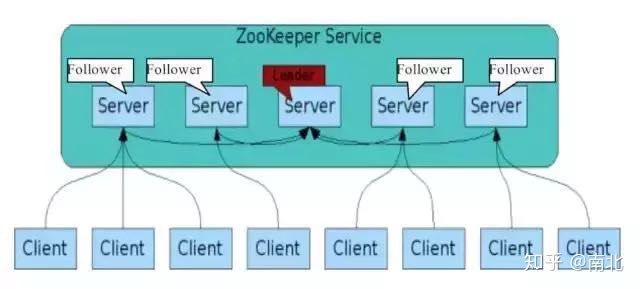 ZooKeeper Service
Follower
Follower
Leader
Follower
Follower
Server
Server
Server
Server
Server
Client
Client
Client
Client
Client
Client
Client
Client
知乎 @南北